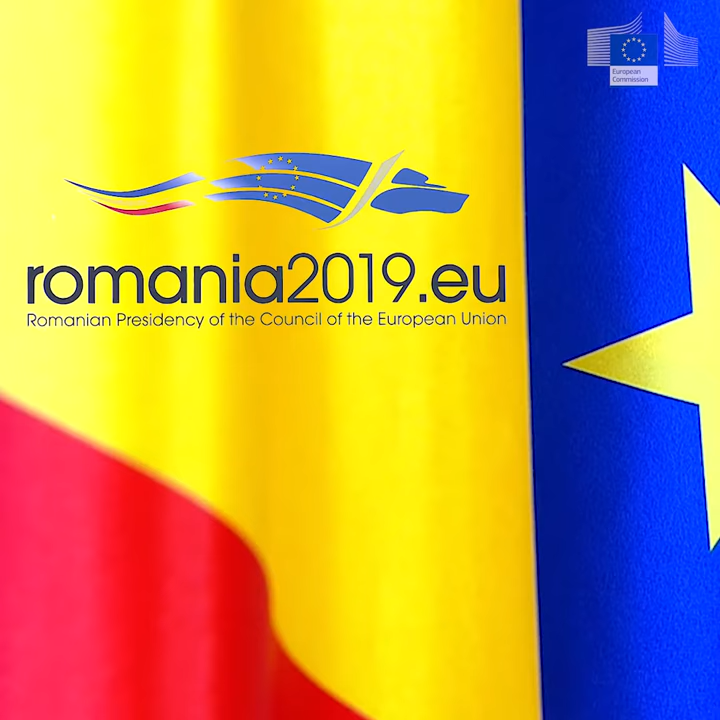 European
Commission
romania2019.eu
Romanian Presidency of the Council of the European Union